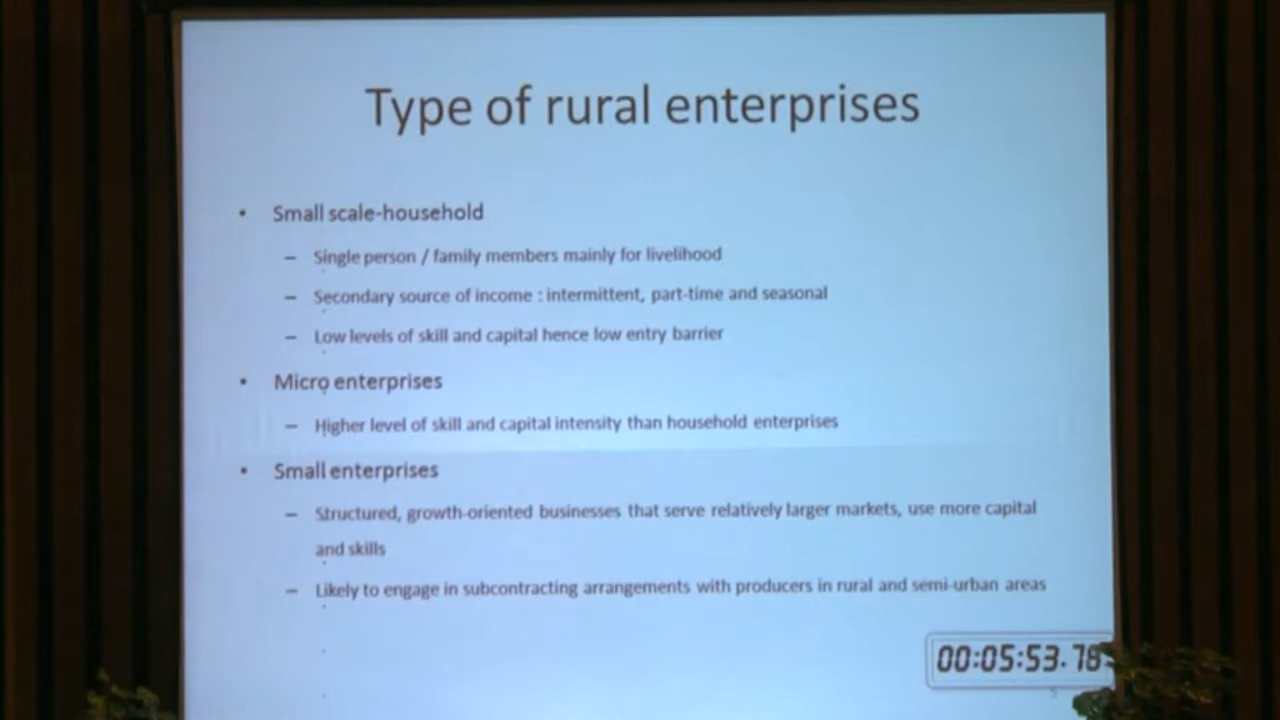 Type of rural enterprises
• Small scale-household
– Single person / family members mainly for livelihood
– Secondary source of income : intermittent, part-time and seasonal
– Low levels of skill and capital hence low entry barrier
• Micro enterprises
– Higher level of skill and capital intensity than household enterprises
• Small enterprises
– Structured, growth-oriented businesses that serve relatively larger markets, use more capital
and skills
– Likely to engage in subcontracting arrangements with producers in rural and semi-urban areas
00:05:53.78